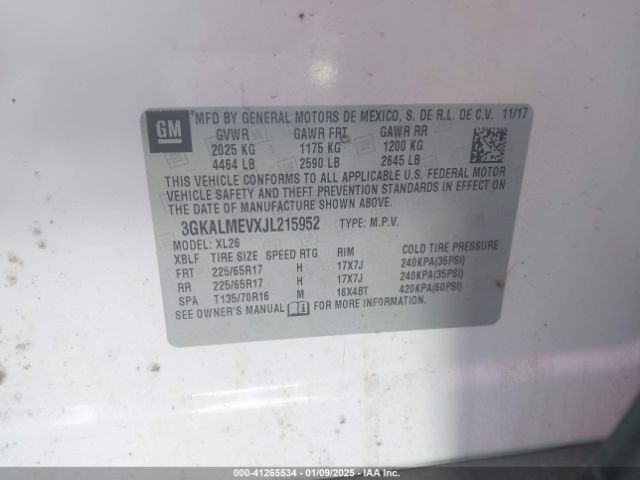 GM
MFD BY GENERAL MOTORS DE MEXICO, S. DE R.L. DE C.V. 11/17
GVWR GAWR FRT GAWR RR
2025 KG 1175 KG 1200 KG
4464 LB 2590 LB 2645 LB
THIS VEHICLE CONFORMS TO ALL APPLICABLE U.S. FEDERAL MOTOR
VEHICLE SAFETY AND THEFT PREVENTION STANDARDS IN EFFECT ON
THE DATE OF MANUFACTURE SHOWN ABOVE.
3GKALMEVXJL215952 TYPE: M.P.V.
MODEL: XL26
XBLF TIRE SIZE SPEED RTG RIM COLD TIRE PRESSURE
FRT 225/65R17 H 17X7J 240KPA(35PSI)
RR 225/65R17 H 17X7J 240KPA(35PSI)
SPA T135/70R16 M 16X4BT 420KPA(60PSI)
SEE OWNER'S MANUAL FOR MORE INFORMATION.
000-41265534 - 01/09/2025 - IAA Inc.